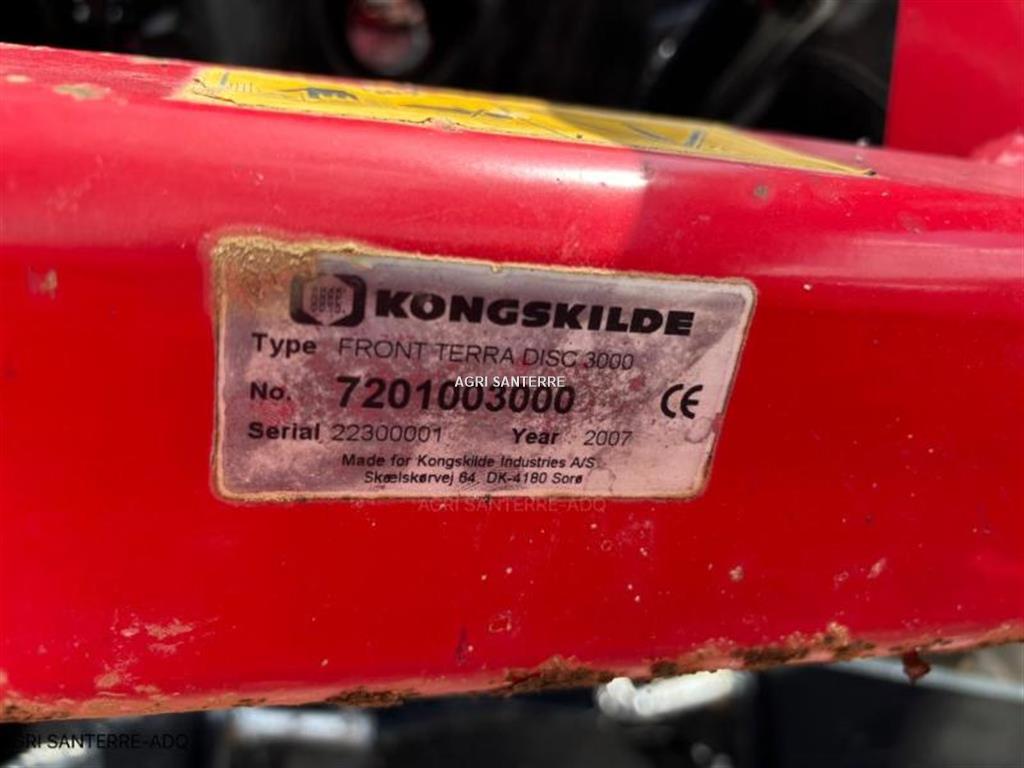 KONGSKILDE
Type FRONT TERRA DISC 3000
AGRI SANTERRE
No. 7201003000 CE
Serial 22300001 Year 2007
Made for Kongskilde Industries A/S
Skælskørvej 64, DK-4180 Sorø
AGRI SANTERRE-ADQ
AGRI SANTERRE-ADQ